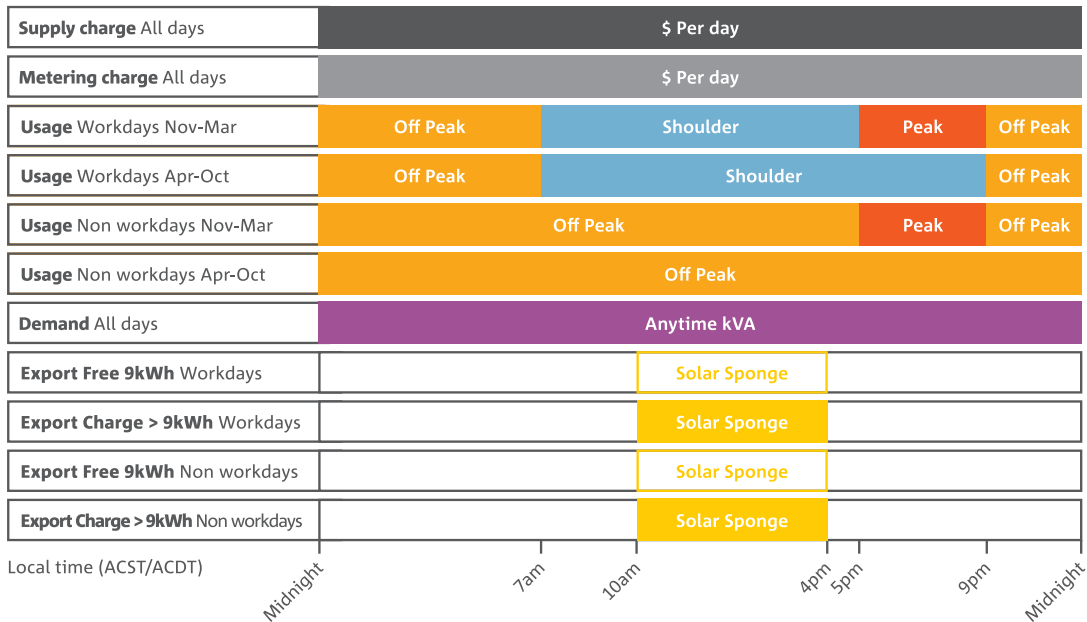 Supply charge All days $ Per day
Metering charge All days $ Per day
Usage Workdays Nov-Mar Off Peak Shoulder Peak Off Peak
Usage Workdays Apr-Oct Off Peak Shoulder Off Peak
Usage Non workdays Nov-Mar Off Peak Peak Off Peak
Usage Non workdays Apr-Oct Off Peak
Demand All days Anytime kVA
Export Free 9kWh Workdays Solar Sponge
Export Charge > 9kWh Workdays Solar Sponge
Export Free 9kWh Non workdays Solar Sponge
Export Charge > 9kWh Non workdays Solar Sponge
Local time (ACST/ACDT) Midnight 7am 10am 4pm 5pm 9pm Midnight